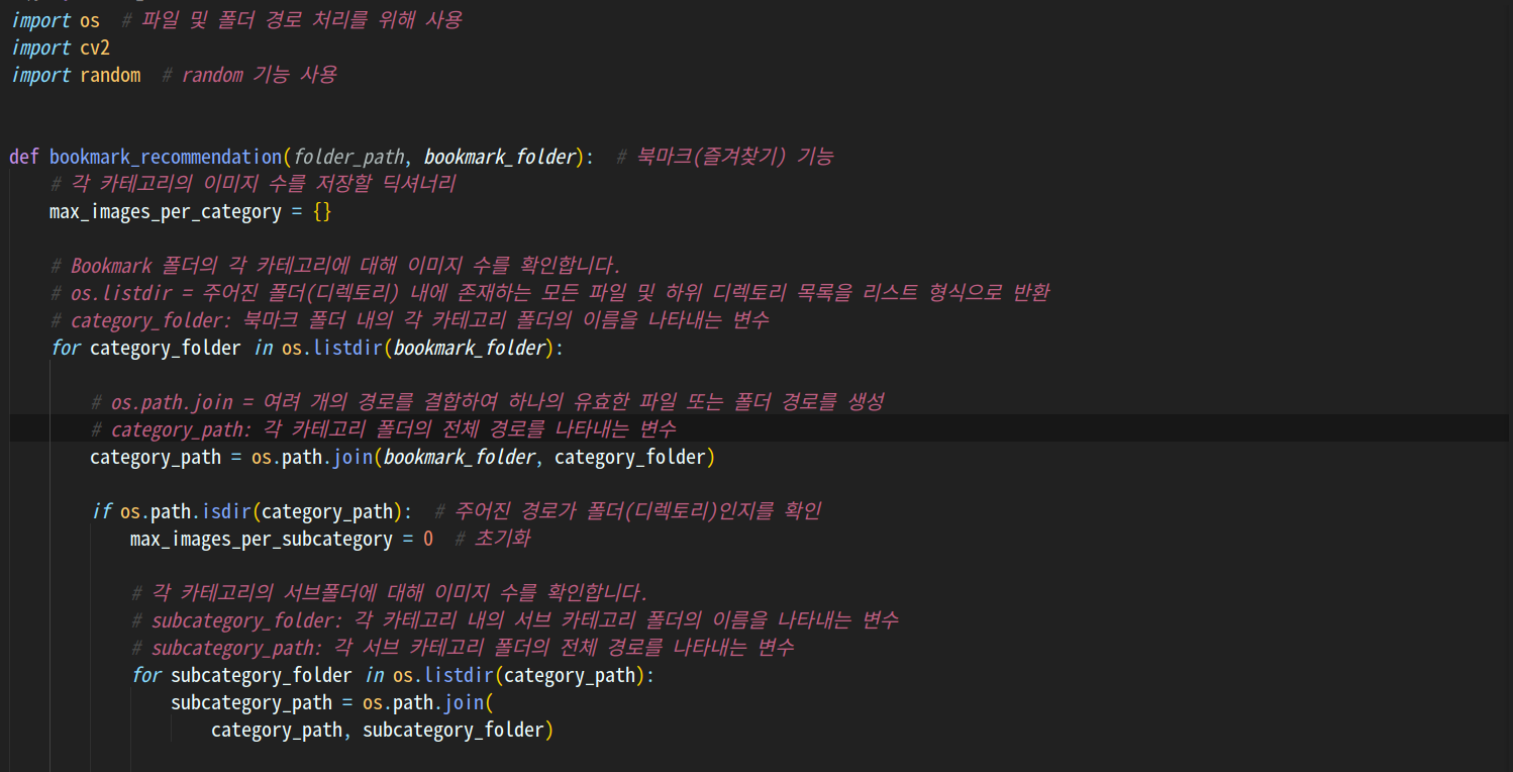 import os  # 파일 및 폴더 경로 처리를 위해 사용
import cv2
import random  # random 기능 사용
def bookmark_recommendation(folder_path, bookmark_folder):  # 북마크(즐겨찾기) 기능
    # 각 카테고리의 이미지 수를 저장할 딕셔너리
    max_images_per_category = {}
    # Bookmark 폴더의 각 카테고리에 대해 이미지 수를 확인합니다.
    # os.listdir = 주어진 폴더(디렉토리) 내에 존재하는 모든 파일 및 하위 디렉토리 목록을 리스트 형식으로 반환
    # category_folder: 북마크 폴더 내의 각 카테고리 폴더의 이름을 나타내는 변수
    for category_folder in os.listdir(bookmark_folder):
        # os.path.join = 여려 개의 경로를 결합하여 하나의 유효한 파일 또는 폴더 경로를 생성
        # category_path: 각 카테고리 폴더의 전체 경로를 나타내는 변수
        category_path = os.path.join(bookmark_folder, category_folder)
        if os.path.isdir(category_path):  # 주어진 경로가 폴더(디렉토리)인지를 확인
            max_images_per_subcategory = 0  # 초기화
            # 각 카테고리의 서브폴더에 대해 이미지 수를 확인합니다.
            # subcategory_folder: 각 카테고리 내의 서브 카테고리 폴더의 이름을 나타내는 변수
            # subcategory_path: 각 서브 카테고리 폴더의 전체 경로를 나타내는 변수
            for subcategory_folder in os.listdir(category_path):
                subcategory_path = os.path.join(
                    category_path, subcategory_folder)